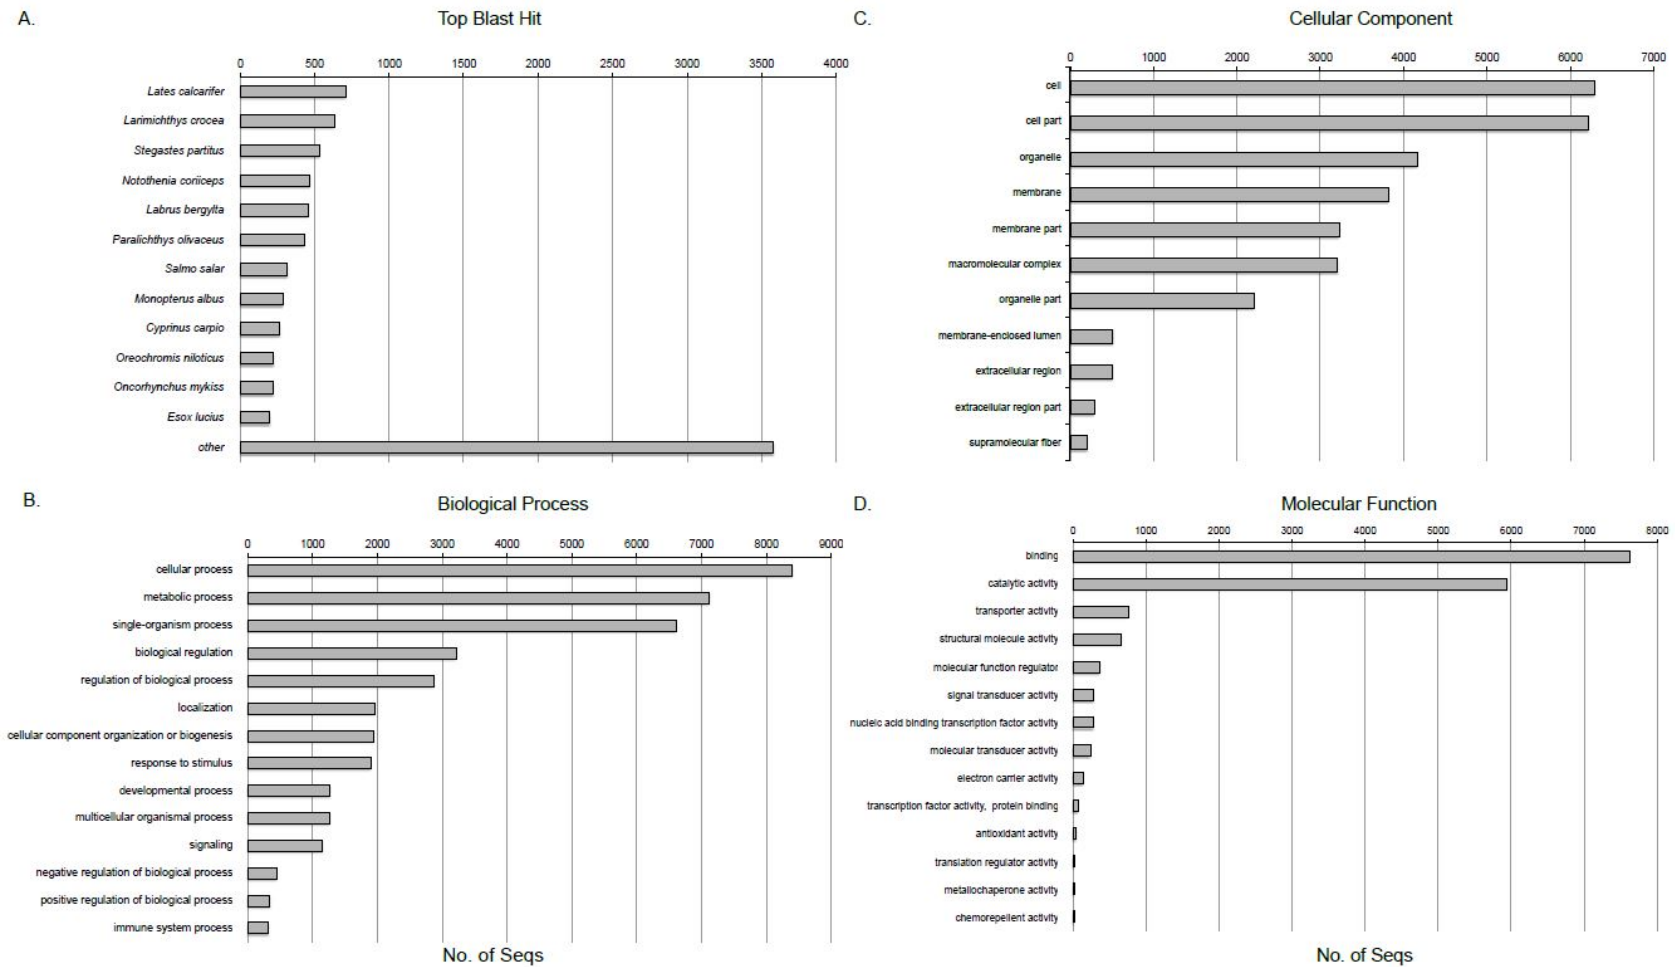 A.
Top Blast Hit
0 500 1000 1500 2000 2500 3000 3500 4000
Lates calcarifer
Larimichthys crocea
Stegastes partitus
Notothenia coriiceps
Labrus bergylta
Paralichthys olivaceus
Salmo salar
Monopterus albus
Cyprinus carpio
Oreochromis niloticus
Oncorhynchus mykiss
Esox lucius
other
B.
Biological Process
0 1000 2000 3000 4000 5000 6000 7000 8000 9000
cellular process
metabolic process
single-organism process
biological regulation
regulation of biological process
localization
cellular component organization or biogenesis
response to stimulus
developmental process
multicellular organismal process
signaling
negative regulation of biological process
positive regulation of biological process
immune system process
No. of Seqs
C.
Cellular Component
0 1000 2000 3000 4000 5000 6000 7000
cell
cell part
organelle
membrane
membrane part
macromolecular complex
organelle part
membrane-enclosed lumen
extracellular region
extracellular region part
supramolecular fiber
D.
Molecular Function
0 1000 2000 3000 4000 5000 6000 7000 8000
binding
catalytic activity
transporter activity
structural molecule activity
molecular function regulator
signal transducer activity
nucleic acid binding transcription factor activity
molecular transducer activity
electron carrier activity
transcription factor activity, protein binding
antioxidant activity
translation regulator activity
metallochaperone activity
chemorepellent activity
No. of Seqs